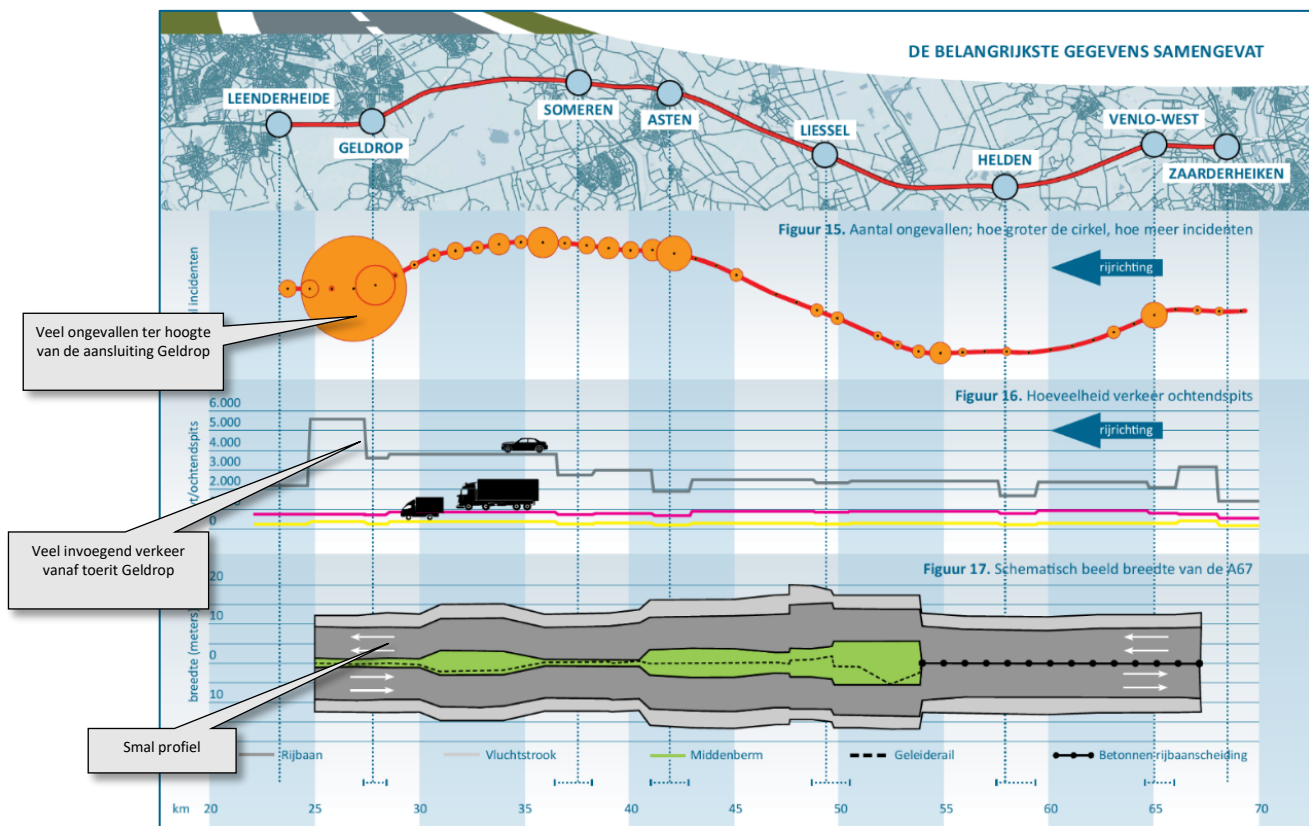 DE BELANGRIJKSTE GEGEVENS SAMENGEVAT
LEENDERHEIDE
GELDROP
SOMEREN
ASTEN
LIESSEL
HELDEN
VENLO-WEST
ZAARDERHEIKEN
Figuur 15. Aantal ongevallen; hoe groter de cirkel, hoe meer incidenten
rijrichting
incidenten
Veel ongevallen ter hoogte
van de aansluiting Geldrop
Figuur 16. Hoeveelheid verkeer ochtendspits
rijrichting
6.000
5.000
4.000
3.000
2.000
0
/ochtendspits
Veel invoegend verkeer
vanaf toerit Geldrop
Figuur 17. Schematisch beeld breedte van de A67
20
10
0
10
breedte (meters)
Smal profiel
Rijbaan
Vluchtstrook
Middenberm
Geleiderail
Betonnen rijbaanscheiding
km 20 25 30 35 40 45 50 55 60 65 70